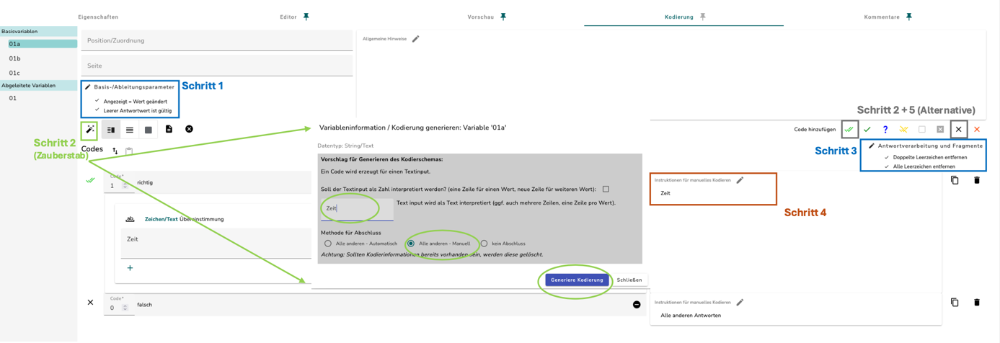 Eigenschaften
Editor
Vorschau
Kodierung
Kommentare
Basisvariablen
01a
01b
01c
Abgeleitete Variablen
01
Position/Zuordnung
Seite
Allgemeine Hinweise
Basis-/Ableitungsparameter
Angezeigt = Wert geändert
Leerer Antwortwert ist gültig
Schritt 1
Schritt 2
(Zauberstab)
Codes
Schritt 2 + 5 (Alternative)
Code hinzufügen
?
Schritt 3
Antwortverarbeitung und Fragmente
Doppelte Leerzeichen entfernen
Alle Leerzeichen entfernen
Variableninformation / Kodierung generieren: Variable '01a'
Datentyp: String/Text
Vorschlag für Generieren des Kodierschemas:
Ein Code wird erzeugt für einen Textinput.
Soll der Textinput als Zahl interpretiert werden? (eine Zeile für einen Wert, neue Zeile für weiteren Wert):
Zeit
Text input wird als Text interpretiert (ggf. auch mehrere Zeilen, eine Zeile pro Wert).
Methode für Abschluss
Alle anderen - Automatisch
Alle anderen - Manuell
kein Abschluss
Achtung: Sollten Kodierinformationen bereits vorhanden sein, werden diese gelöscht.
Generiere Kodierung
Schließen
Code*
1
richtig
ab
Zeichen/Text Übereinstimmung
Zeit
Instruktionen für manuelles Kodieren
Zeit
Schritt 4
Code*
0
falsch
Instruktionen für manuelles Kodieren
Alle anderen Antworten